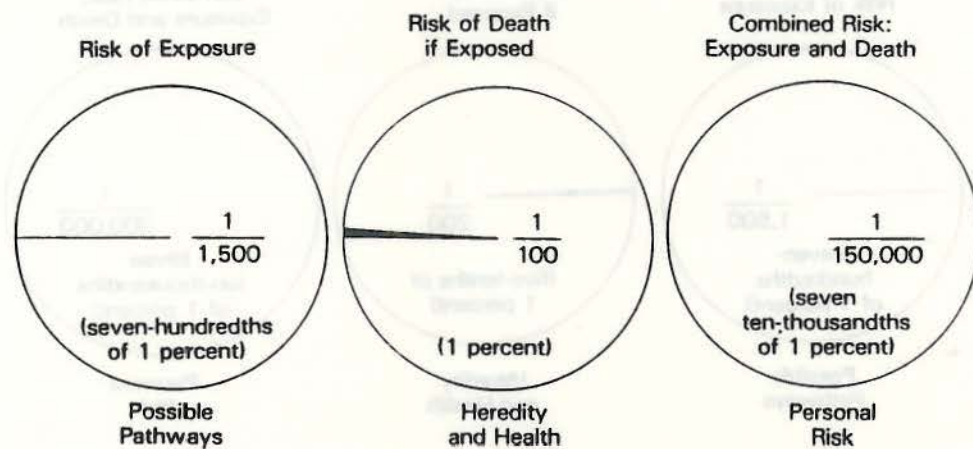 Risk of Exposure
Risk of Death
if Exposed
Combined Risk:
Exposure and Death
1
1,500
(seven-hundredths
of 1 percent)
1
100
(1 percent)
1
150,000
(seven
ten-thousandths
of 1 percent)
Possible
Pathways
Heredity
and Health
Personal
Risk